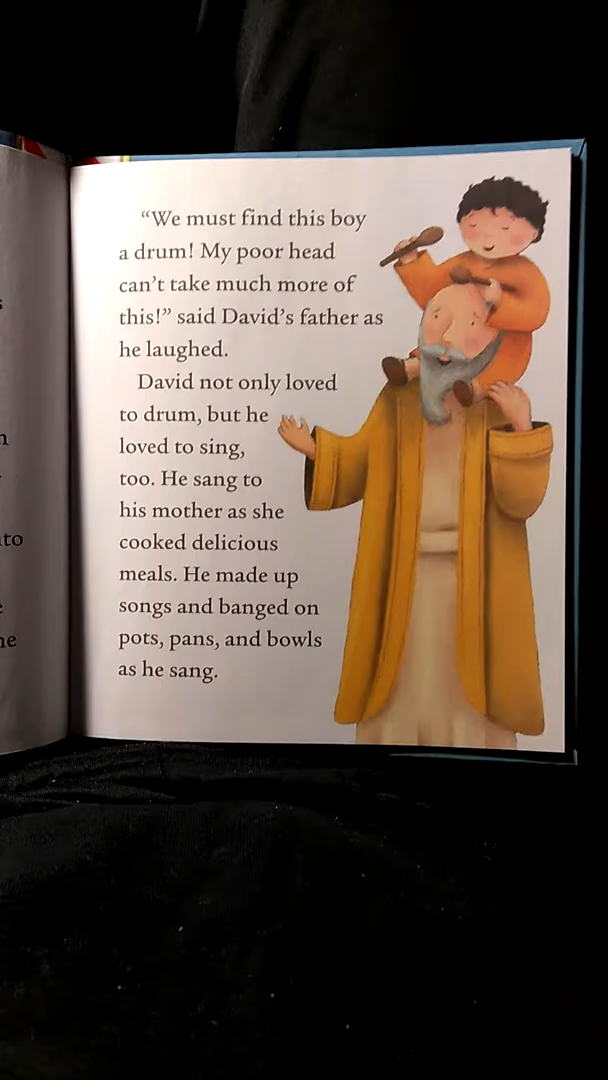 “We must find this boy
a drum! My poor head
can’t take much more of
this!” said David’s father as
he laughed.
David not only loved
to drum, but he
loved to sing,
too. He sang to
his mother as she
cooked delicious
meals. He made up
songs and banged on
pots, pans, and bowls
as he sang.